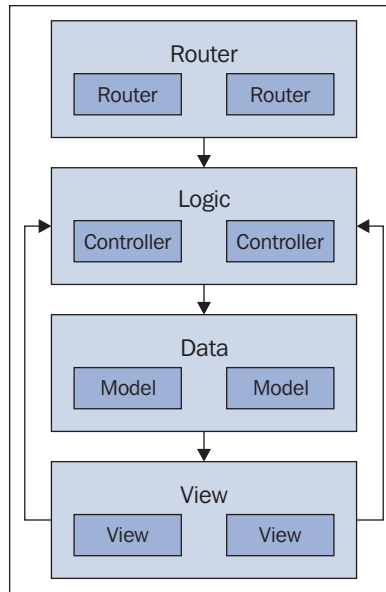 Router
Router Router
Logic
Controller Controller
Data
Model Model
View
View View